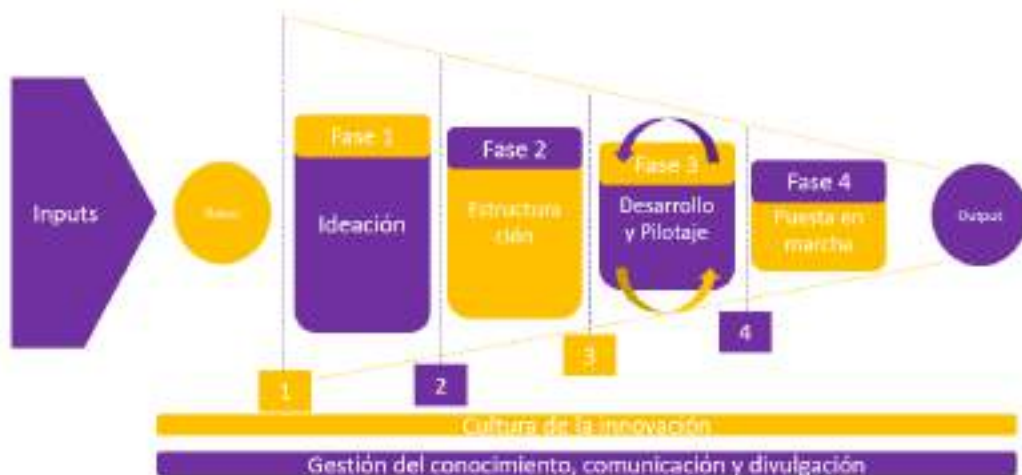 Inputs
Fase 1
Ideación
Fase 2
Estructura
ción
Fase 3
Desarrollo
y Pilotaje
Fase 4
Puesta en
marcha
Output
1
2
3
4
Cultura de la innovación
Gestión del conocimiento, comunicación y divulgación